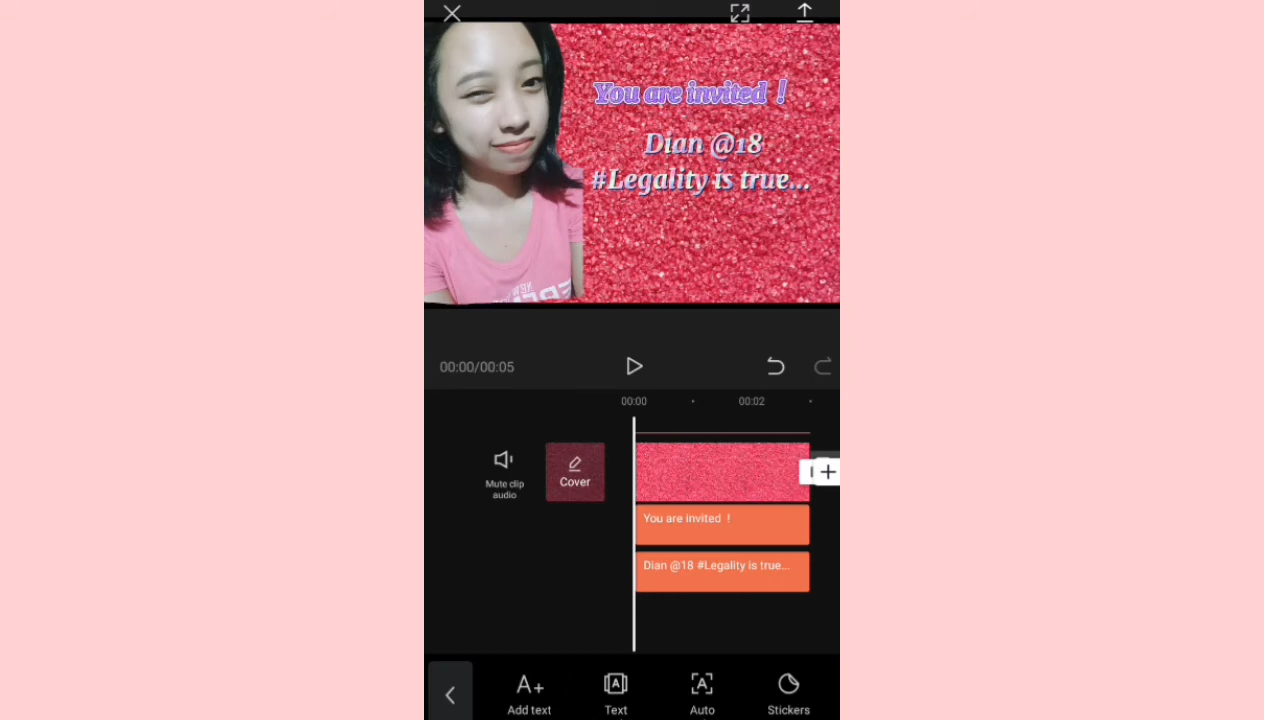 You are invited !
Dian @18
#Legality is true...
00:00/00:05
00:00
00:02
Mute clip
audio
Cover
You are invited !
Dian @18 #Legality is true...
Add text
Text
Auto
Stickers